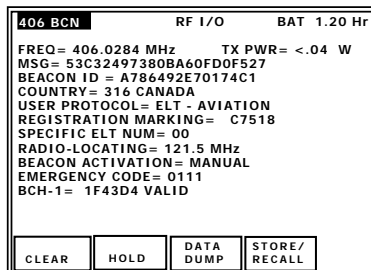 406 BCN RF I/O BAT 1.20 Hr
FREQ= 406.0284 MHz TX PWR= <.04 W
MSG= 53C32497380BA60FD0F527
BEACON ID = A786492E70174C1
COUNTRY= 316 CANADA
USER PROTOCOL= ELT - AVIATION
REGISTRATION MARKING= C7518
SPECIFIC ELT NUM= 00
RADIO-LOCATING= 121.5 MHz
BEACON ACTIVATION= MANUAL
EMERGENCY CODE= 0111
BCH-1= 1F43D4 VALID
CLEAR HOLD DATA DUMP STORE/ RECALL